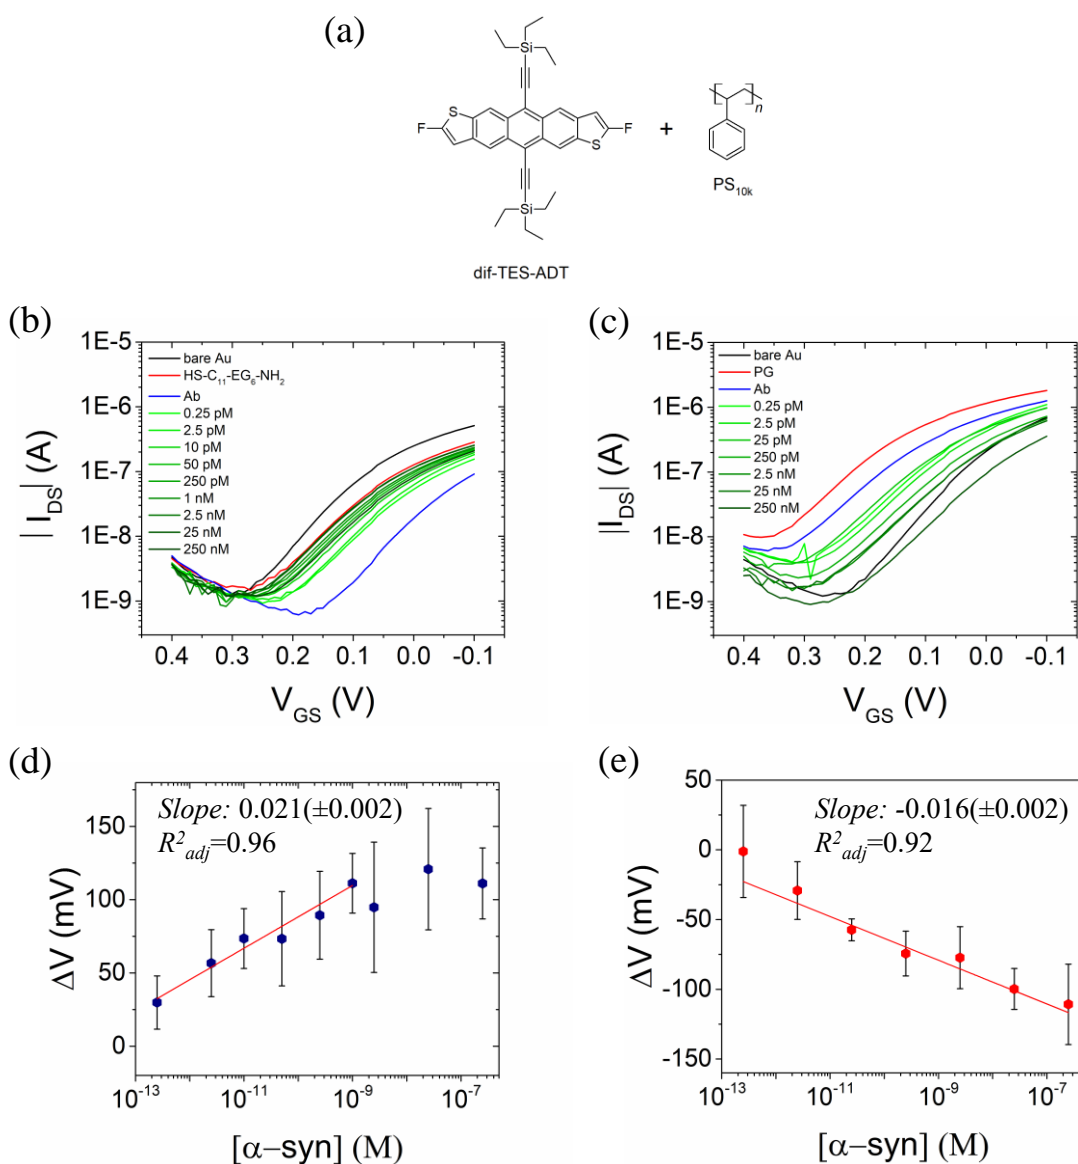 (a)
Si
S
F
F
S
Si
+
n
PS10k
dif-TES-ADT
(b)
1E-5
1E-6
1E-7
1E-8
1E-9
| IDS| (A)
bare Au
HS-C11-EG6-NH2
Ab
0.25 pM
2.5 pM
10 pM
50 pM
250 pM
1 nM
2.5 nM
25 nM
250 nM
0.4 0.3 0.2 0.1 0.0 -0.1
VGS (V)
(c)
1E-5
1E-6
1E-7
1E-8
1E-9
||DS| (A)
bare Au
PG
Ab
0.25 pM
2.5 pM
25 pM
250 pM
2.5 nM
25 nM
250 nM
0.4 0.3 0.2 0.1 0.0 -0.1
VGS (V)
(d)
Slope: 0.021(±0.002)
R2adj=0.96
150
100
50
0
ΔV (mV)
10-13 10-11 10-9 10-7
[α–syn] (M)
(e)
Slope: -0.016(±0.002)
R2adj=0.92
50
0
-50
-100
-150
ΔV (mV)
10-13 10-11 10-9 10-7
[α–syn] (M)